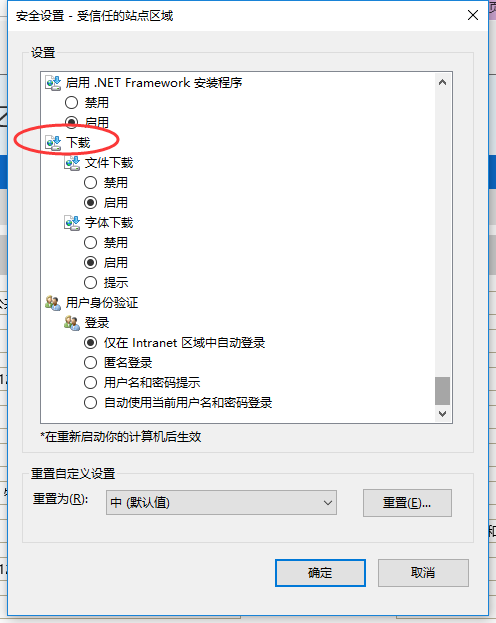 安全设置 - 受信任的站点区域
设置
启用 .NET Framework 安装程序
禁用
启用
下载
文件下载
禁用
启用
字体下载
禁用
启用
提示
用户身份验证
登录
仅在 Intranet 区域中自动登录
匿名登录
用户名和密码提示
自动使用当前用户名和密码登录
*在重新启动你的计算机后生效
重置自定义设置
重置为(R):
中 (默认值)
重置(E)...
确定
取消